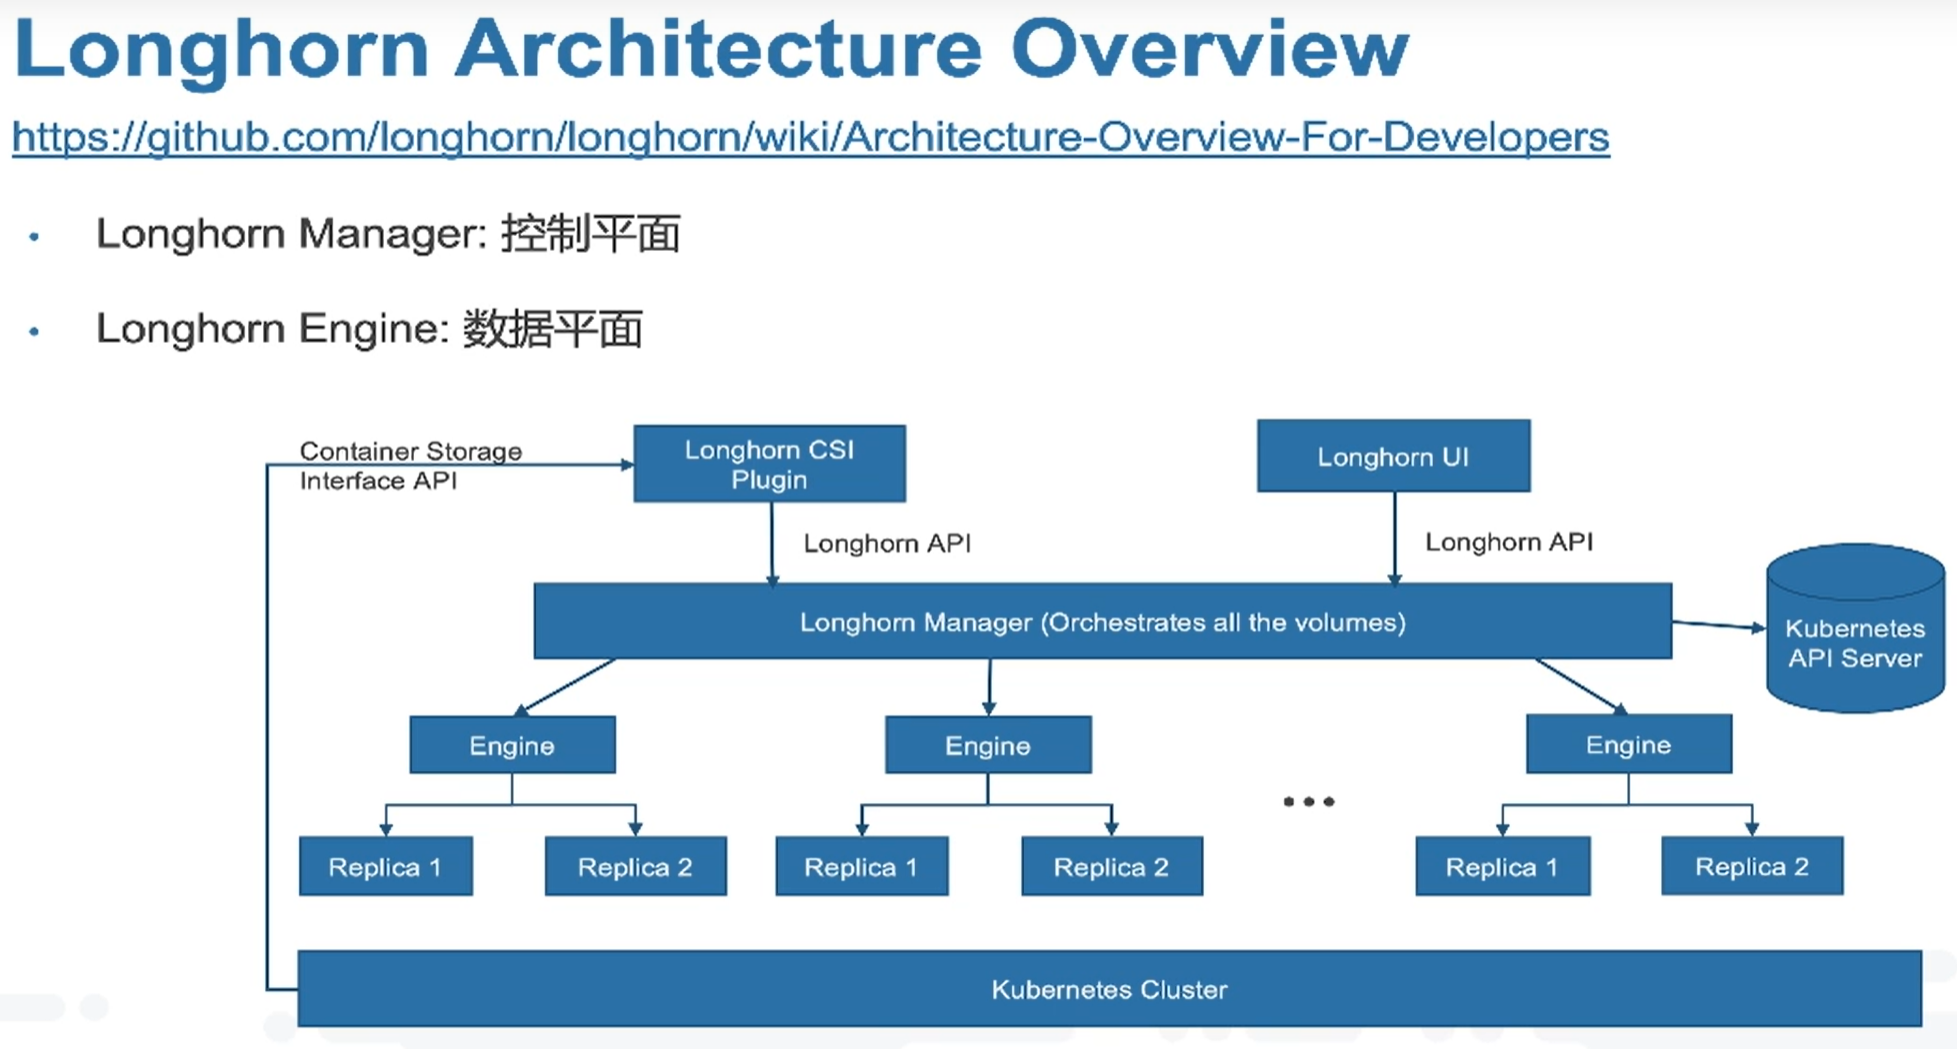 Longhorn Architecture Overview
https://github.com/longhorn/longhorn/wiki/Architecture-Overview-For-Developers
• Longhorn Manager: 控制平面
• Longhorn Engine: 数据平面
Container Storage
Interface API
Longhorn CSI
Plugin
Longhorn UI
Longhorn API
Longhorn API
Longhorn Manager (Orchestrates all the volumes)
Kubernetes
API Server
Engine
Engine
Engine
...
Replica 1
Replica 2
Replica 1
Replica 2
Replica 1
Replica 2
Kubernetes Cluster